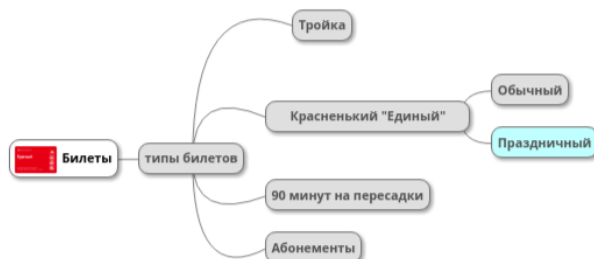 Тройка
Билеты
типы билетов
Красненький "Единый"
Обычный
Праздничный
90 минут на пересадки
Абонементы